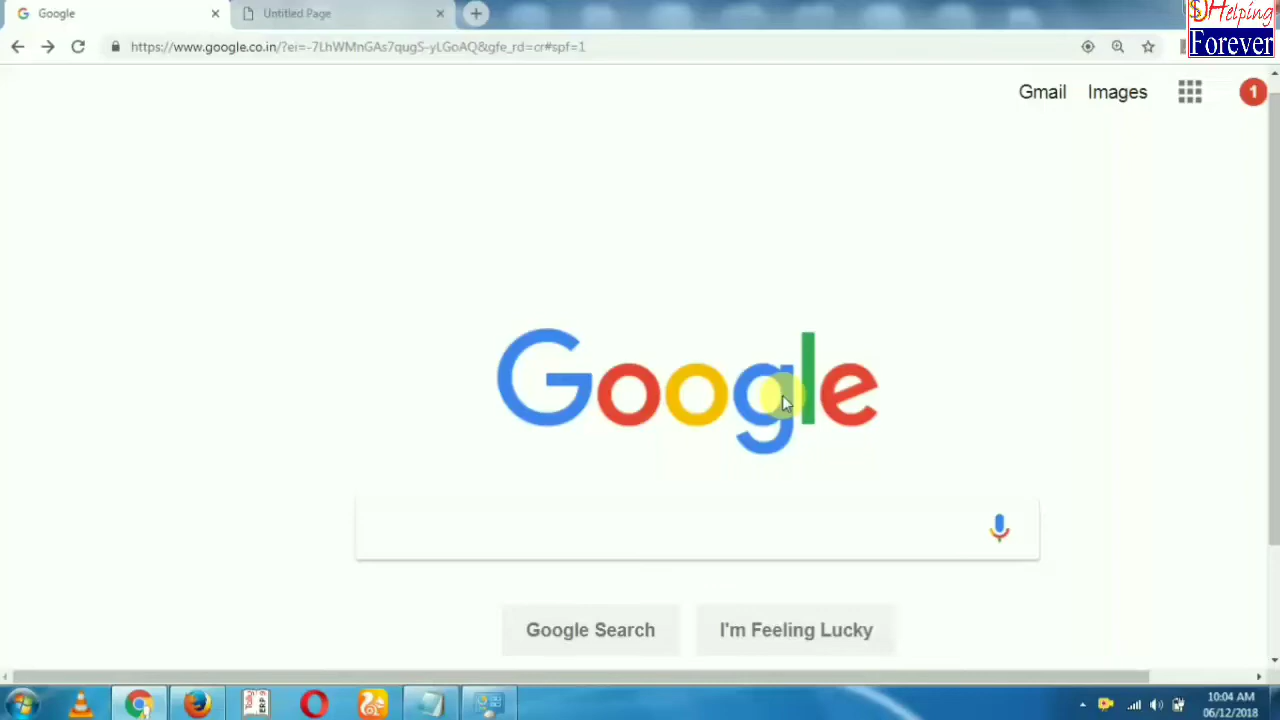 Google
Untitled Page
SDHelping
Forever
https://www.google.co.in/?ei=-7LhWMnGAs7qugS-yLGoAQ&gfe_rd=cr#spf=1
Gmail
Images
1
Google
Google Search
I'm Feeling Lucky
10:04 AM
06/12/2018